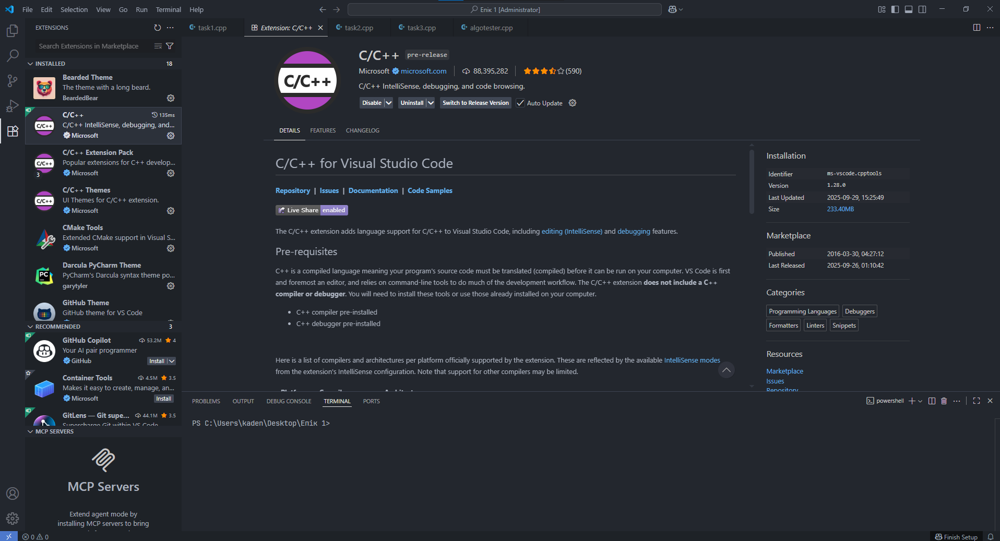 File Edit Selection View Go Run Terminal Help
Епік 1 [Administrator]
EXTENSIONS
Search Extensions in Marketplace
INSTALLED 18
Bearded Theme
The theme with a long beard.
BeardedBear
C/C++ 135ms
C/C++ IntelliSense, debugging, and...
Microsoft
C/C++ Extension Pack
Popular extensions for C++ develop...
3 Microsoft
C/C++ Themes
UI Themes for C/C++ extension.
Microsoft
CMake Tools
Extended CMake support in Visual S...
Microsoft
Darcula PyCharm Theme
PyCharm's Darcula syntax theme po...
garytyler
GitHub Theme
GitHub theme for VS Code
RECOMMENDED 3
GitHub Copilot 53.2M 4
Your AI pair programmer
GitHub Install
Container Tools 4.5M 3.5
Makes it easy to create, manage, an...
Microsoft Install
GitLens — Git supe... 44.1M 3.5
Supercharge Git within VS Code
MCP SERVERS
MCP Servers
Extend agent mode by
installing MCP servers to bring
task1.cpp Extension: C/C++ task2.cpp task3.cpp algotester.cpp
C/C++
C/C++ pre-release
Microsoft microsoft.com 88,395,282 (590)
C/C++ IntelliSense, debugging, and code browsing.
Disable Uninstall Switch to Release Version Auto Update
DETAILS FEATURES CHANGELOG
C/C++ for Visual Studio Code
Repository | Issues | Documentation | Code Samples
Live Share enabled
The C/C++ extension adds language support for C/C++ to Visual Studio Code, including editing (IntelliSense) and debugging features.
Pre-requisites
C++ is a compiled language meaning your program's source code must be translated (compiled) before it can be run on your computer. VS Code is first
and foremost an editor, and relies on command-line tools to do much of the development workflow. The C/C++ extension does not include a C++
compiler or debugger. You will need to install these tools or use those already installed on your computer.
• C++ compiler pre-installed
• C++ debugger pre-installed
Here is a list of compilers and architectures per platform officially supported by the extension. These are reflected by the available IntelliSense modes
from the extension's IntelliSense configuration. Note that support for other compilers may be limited.
Installation
Identifier ms-vscode.cpptools
Version 1.28.0
Last Updated 2025-09-29, 15:25:49
Size 233.40MB
Marketplace
Published 2016-03-30, 04:27:12
Last Released 2025-09-26, 01:10:42
Categories
Programming Languages Debuggers
Formatters Linters Snippets
Resources
Marketplace
Issues
Repository
PROBLEMS OUTPUT DEBUG CONSOLE TERMINAL PORTS
powershell
PS C:\Users\kaden\Desktop\Епік 1>
0 0
Finish Setup